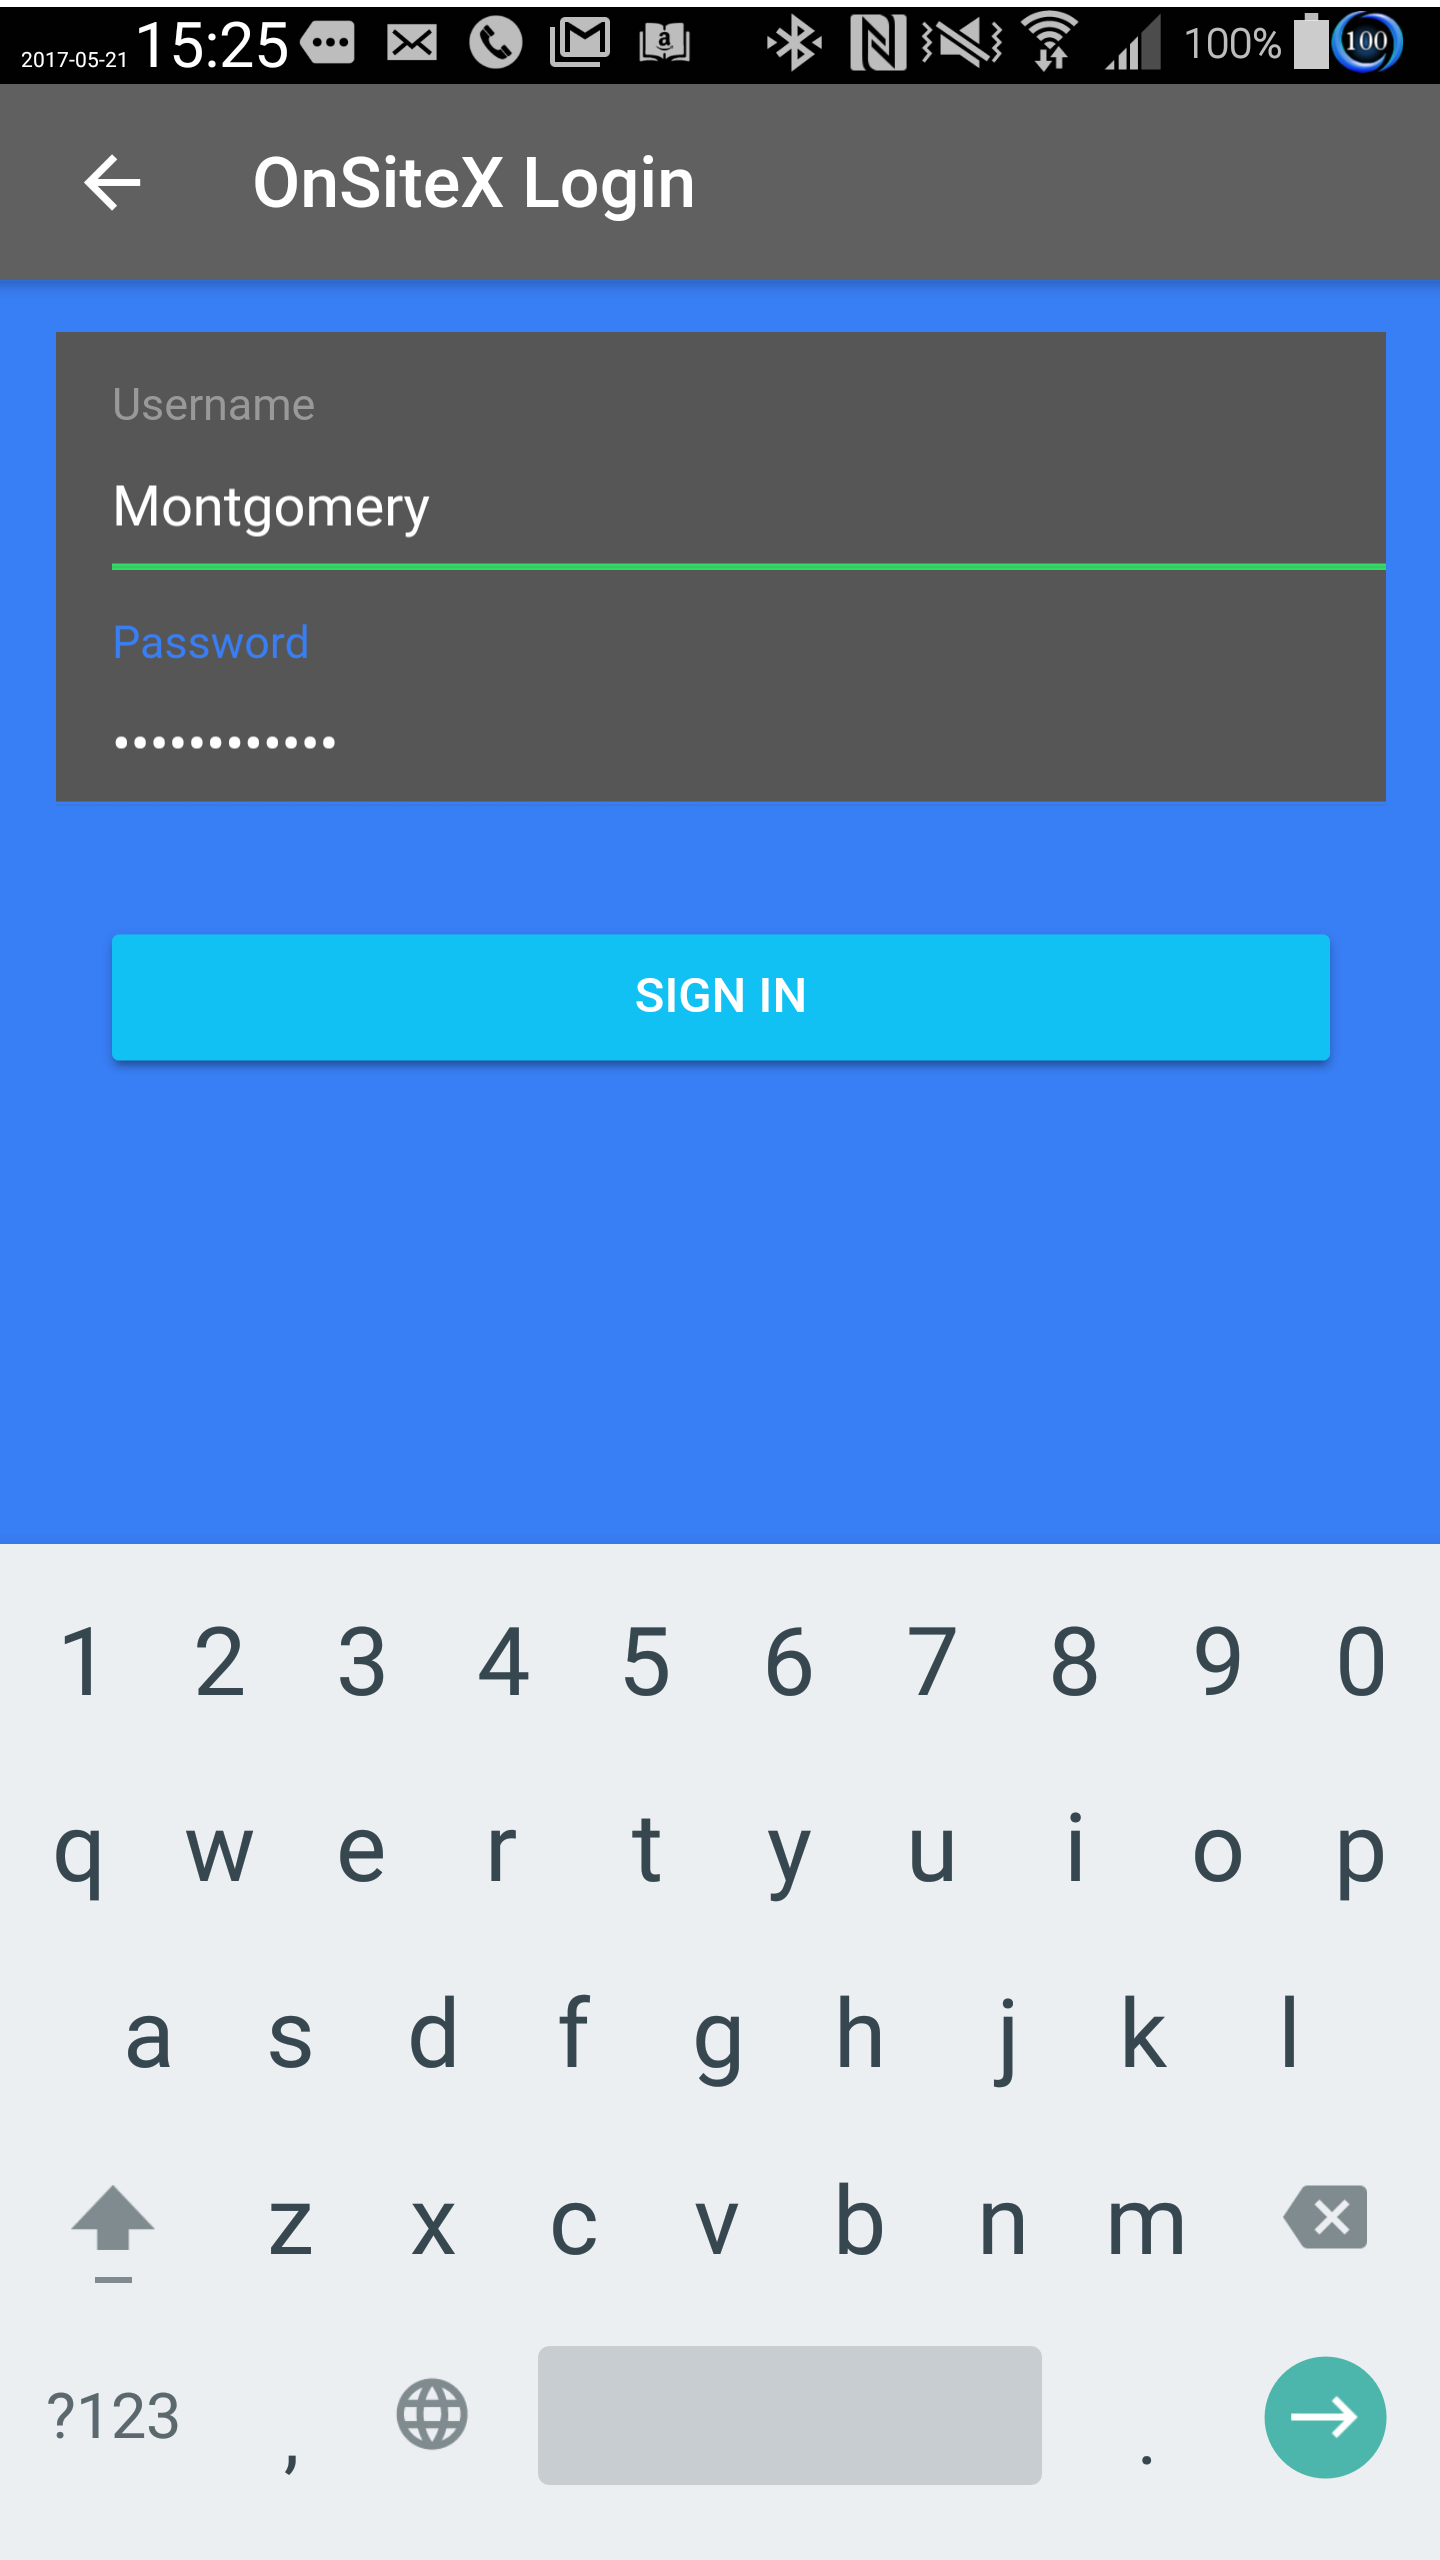 2017-05-21 15:25 100% 100
OnSiteX Login
Username
Montgomery
Password
••••••••••••
SIGN IN
1 2 3 4 5 6 7 8 9 0
q w e r t y u i o p
a s d f g h j k l
z x c v b n m
?123 , .